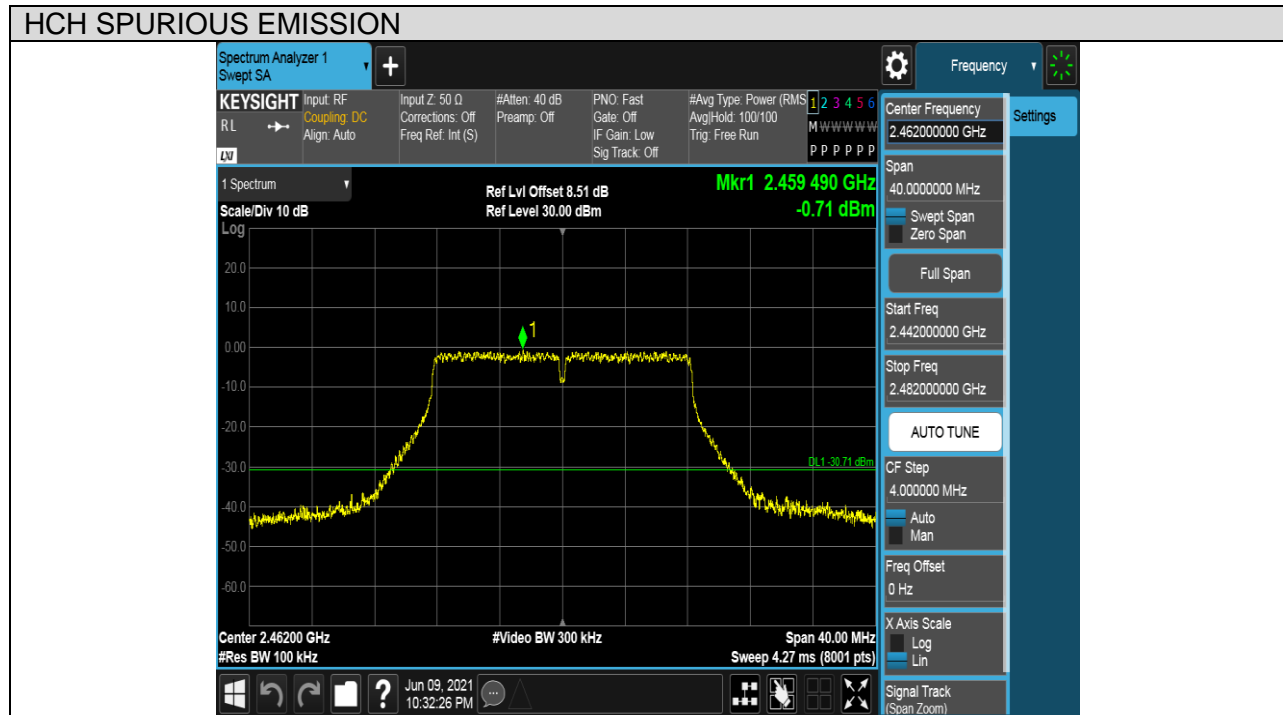 HCH SPURIOUS EMISSION
Spectrum Analyzer 1
Swept SA
Frequency
KEYSIGHT
RL
LXI
Input: RF
Coupling: DC
Align: Auto
Input Z: 50 Ω
Corrections: Off
Freq Ref: Int (S)
#Atten: 40 dB
Preamp: Off
PNO: Fast
Gate: Off
IF Gain: Low
Sig Track: Off
#Avg Type: Power (RMS
Avg|Hold: 100/100
Trig: Free Run
1 2 3 4 5 6
M W W W W W
P P P P P P
1 Spectrum
Scale/Div 10 dB
Log
Ref Lvl Offset 8.51 dB
Ref Level 30.00 dBm
Mkr1 2.459 490 GHz
-0.71 dBm
20.0
10.0
0.00
-10.0
-20.0
-30.0
-40.0
-50.0
-60.0
1
DL1 -30.71 dBm
Center 2.46200 GHz
#Res BW 100 kHz
#Video BW 300 kHz
Span 40.00 MHz
Sweep 4.27 ms (8001 pts)
Jun 09, 2021
10:32:26 PM
Center Frequency
2.462000000 GHz
Settings
Span
40.0000000 MHz
Swept Span
Zero Span
Full Span
Start Freq
2.442000000 GHz
Stop Freq
2.482000000 GHz
AUTO TUNE
CF Step
4.000000 MHz
Auto
Man
Freq Offset
0 Hz
X Axis Scale
Log
Lin
Signal Track
(Span Zoom)